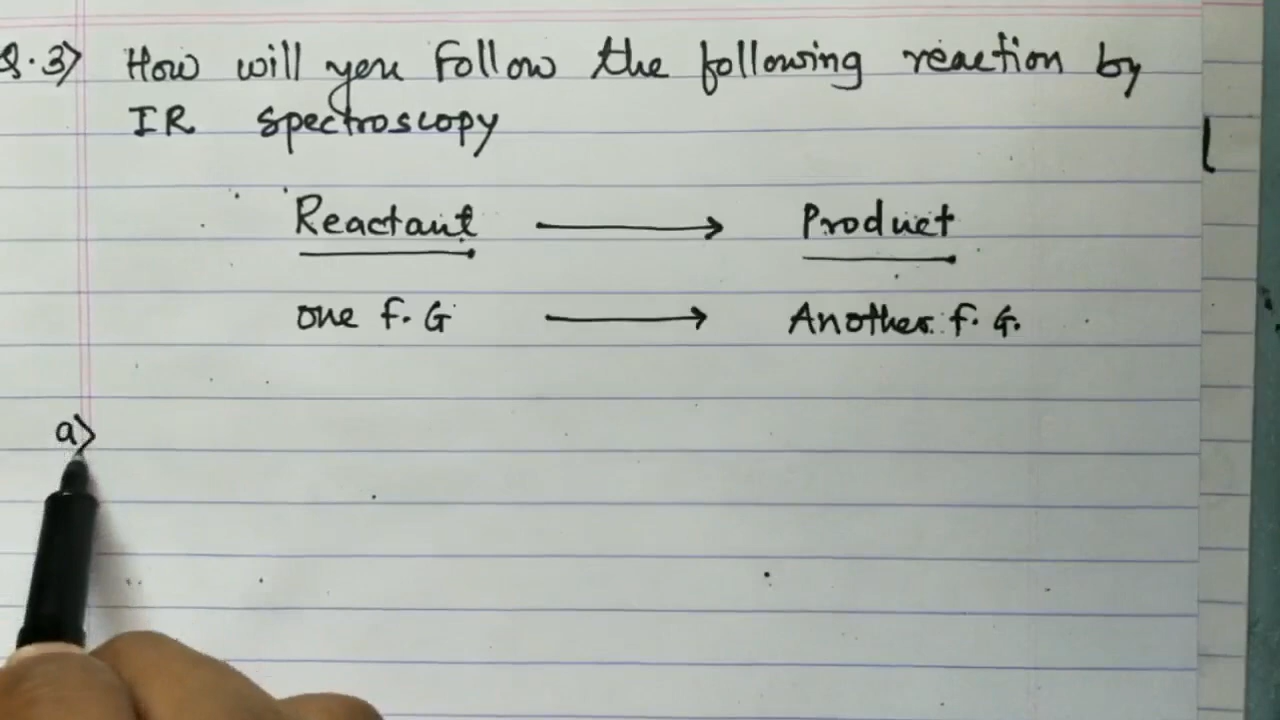 Q.3) How will you follow the following reaction by
IR spectroscopy
Reactant → Product
one f.G → Another f.G.
a)